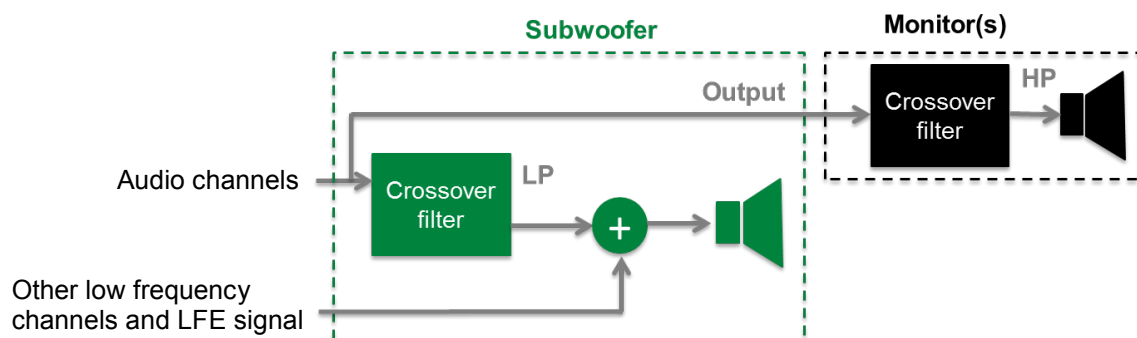 Subwoofer
Monitor(s)
Output
Crossover
filter
HP
Audio channels
Crossover
filter
LP
+
Other low frequency
channels and LFE signal